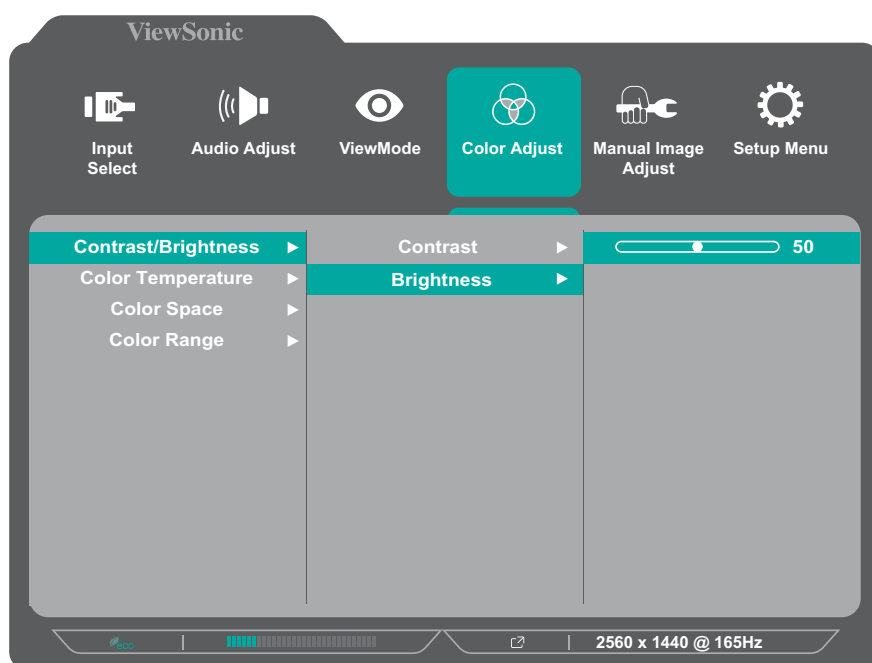 ViewSonic
Input
Select
Audio Adjust
ViewMode
Color Adjust
Manual Image
Adjust
Setup Menu
Contrast/Brightness
Contrast
50
Color Temperature
Brightness
Color Space
Color Range
eco
2560 x 1440 @ 165Hz